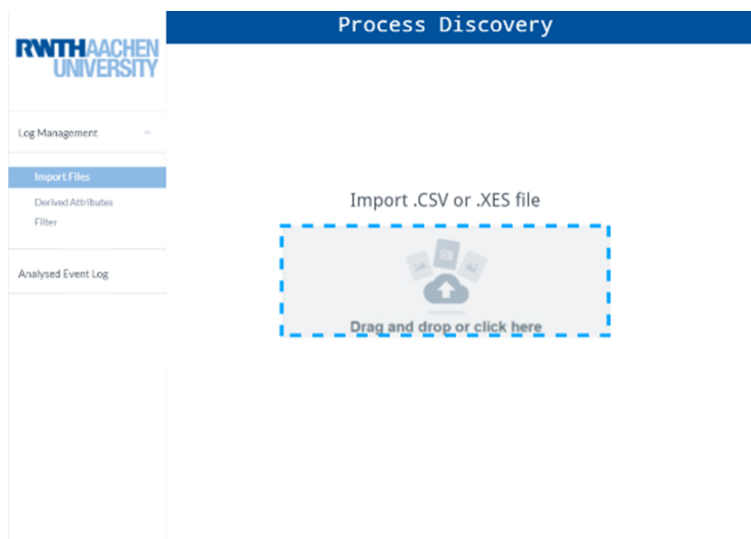 Process Discovery
RWTHAACHEN
UNIVERSITY
Log Management
Import Files
Derived Attributes
Filter
Analysed Event Log
Import .CSV or .XES file
Drag and drop or click here